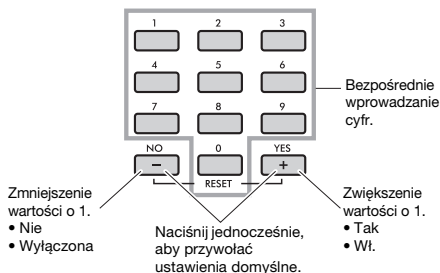 1 2 3
4 5 6
7 8 9
NO 0 YES
− +
RESET
Bezpośrednie
wprowadzanie
cyfr.
Zmniejszenie
wartości o 1.
• Nie
• Wyłączona
Naciśnij jednocześnie,
aby przywołać
ustawienia domyślne.
Zwiększenie
wartości o 1.
• Tak
• Wł.